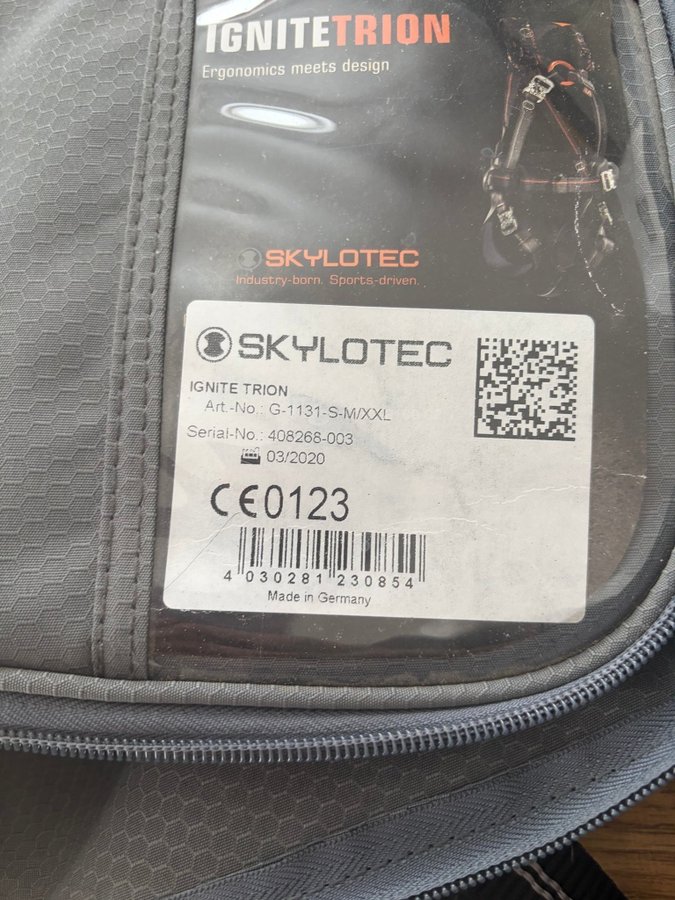 IGNITETRION
Ergonomics meets design
SKYLOTEC
Industry-born. Sports-driven.
SKYLOTEC
IGNITE TRION
Art.-No.: G-1131-S-M/XXL
Serial-No.: 408268-003
03/2020
CE0123
4 030281 230854
Made in Germany